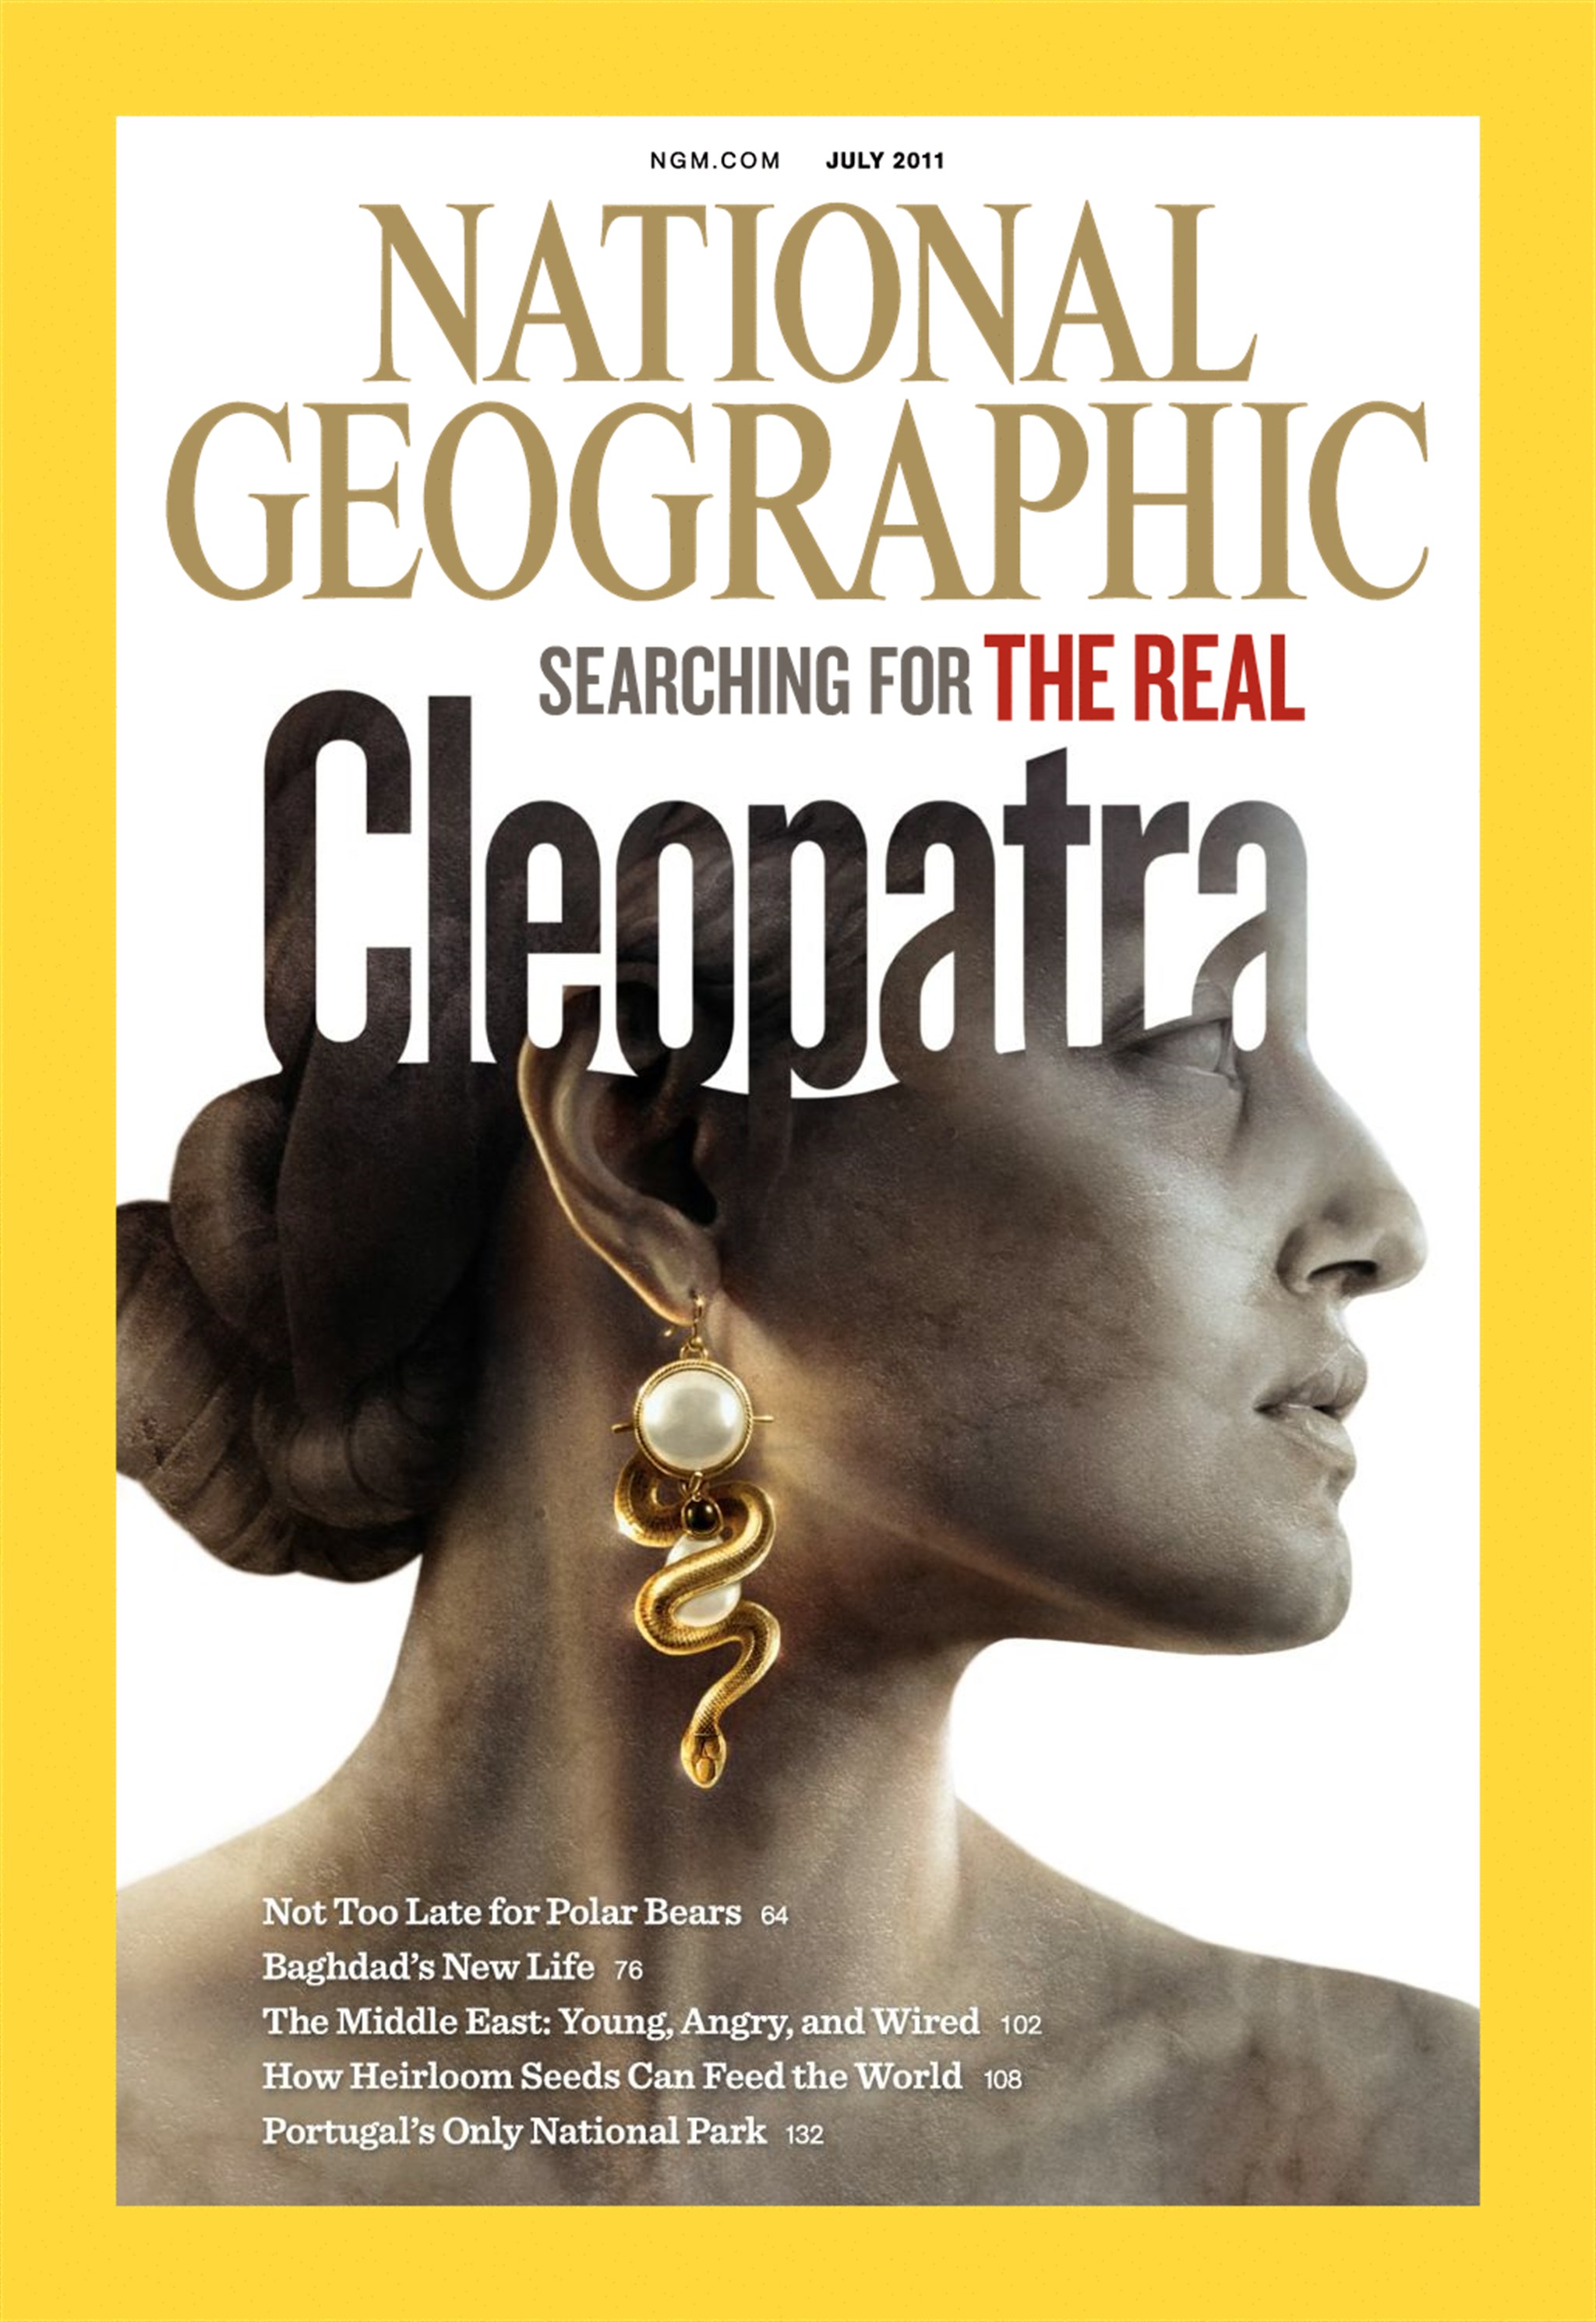 NGM.COM JULY 2011
NATIONAL
GEOGRAPHIC
SEARCHING FOR THE REAL
Cleopatra
Not Too Late for Polar Bears 64
Baghdad's New Life 76
The Middle East: Young, Angry, and Wired 102
How Heirloom Seeds Can Feed the World 108
Portugal's Only National Park 132